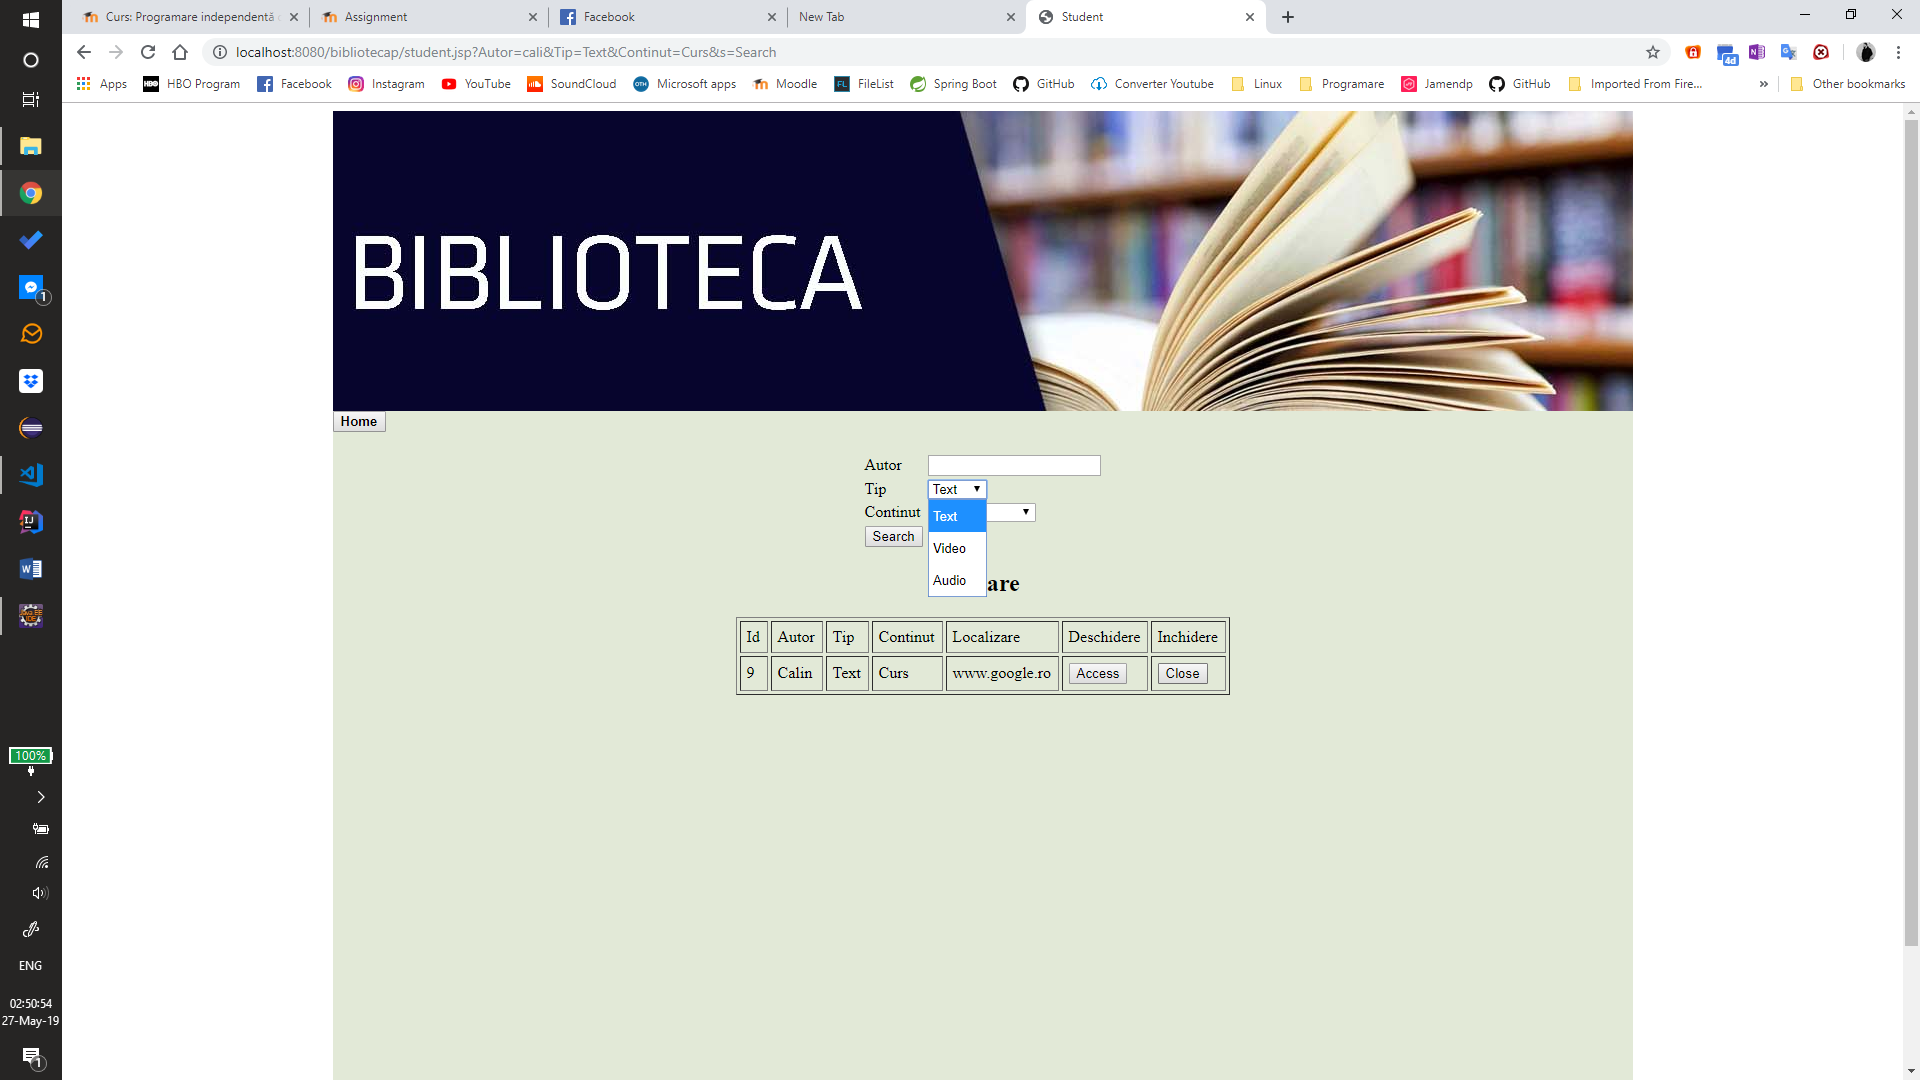 Curs: Programare independentă
Assignment
Facebook
New Tab
Student
localhost:8080/bibliotecap/student.jsp?Autor=cali&Tip=Text&Continut=Curs&s=Search
4d
Apps
HBO Program
Facebook
Instagram
YouTube
SoundCloud
Microsoft apps
Moodle
FileList
Spring Boot
GitHub
Converter Youtube
Linux
Programare
Jamendp
GitHub
Imported From Fire...
»
Other bookmarks
BIBLIOTECA
Home
Autor
Tip Text
Continut
Text
Video
Audio
Search
are
Id Autor Tip Continut Localizare Deschidere Inchidere
9 Calin Text Curs www.google.ro Access Close
1
100%
ENG
02:50:54
27-May-19
1